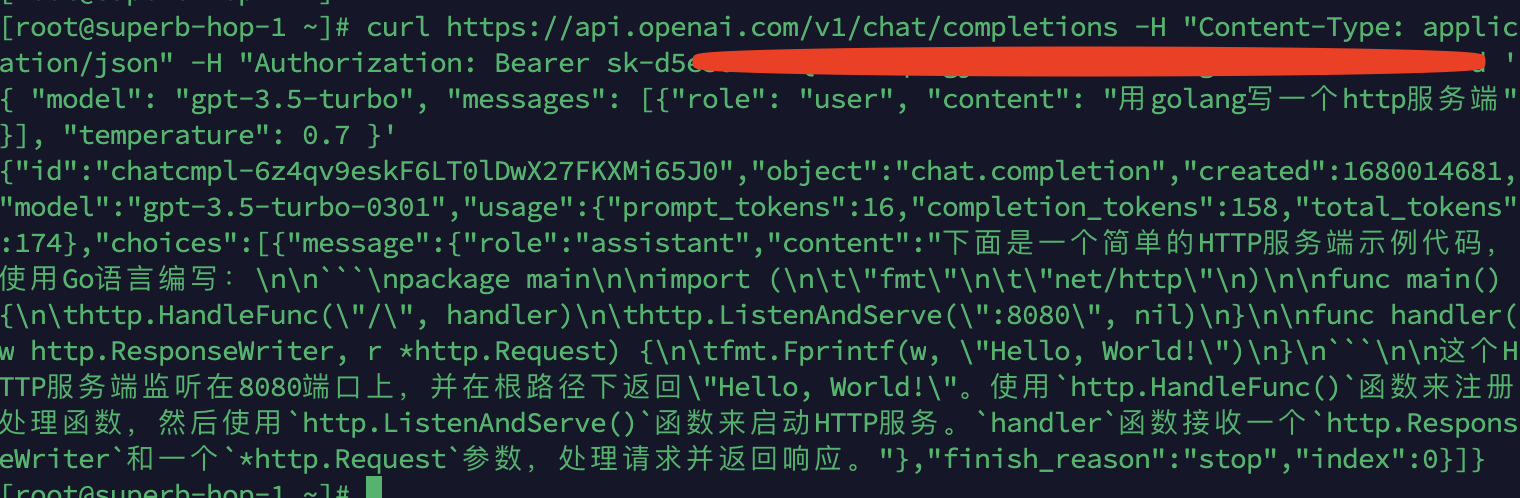 [root@superb-hop-1 ~]#
[root@superb-hop-1 ~]# curl https://api.openai.com/v1/chat/completions -H "Content-Type: applic
ation/json" -H "Authorization: Bearer sk-d5e d '
{ "model": "gpt-3.5-turbo", "messages": [{"role": "user", "content": "用golang写一个http服务端"
}], "temperature": 0.7 }'
{"id":"chatcmpl-6z4qv9eskF6LT0lDwX27FKXMi65J0","object":"chat.completion","created":1680014681,
"model":"gpt-3.5-turbo-0301","usage":{"prompt_tokens":16,"completion_tokens":158,"total_tokens"
:174},"choices":[{"message":{"role":"assistant","content":"下面是一个简单的HTTP服务端示例代码，
使用Go语言编写：\n\n```\npackage main\n\nimport (\n\t\"fmt\"\n\t\"net/http\"\n)\n\nfunc main()
{\n\thttp.HandleFunc(\"/\", handler)\n\thttp.ListenAndServe(\":8080\", nil)\n}\n\nfunc handler(
w http.ResponseWriter, r *http.Request) {\n\tfmt.Fprintf(w, \"Hello, World!\")\n}\n```\n\n这个H
TTP服务端监听在8080端口上，并在根路径下返回\"Hello, World!\"。使用`http.HandleFunc()`函数来注册
处理函数，然后使用`http.ListenAndServe()`函数来启动HTTP服务。`handler`函数接收一个`http.Respons
eWriter`和一个`*http.Request`参数，处理请求并返回响应。"},"finish_reason":"stop","index":0}]}
[root@superb-hop-1 ~]#